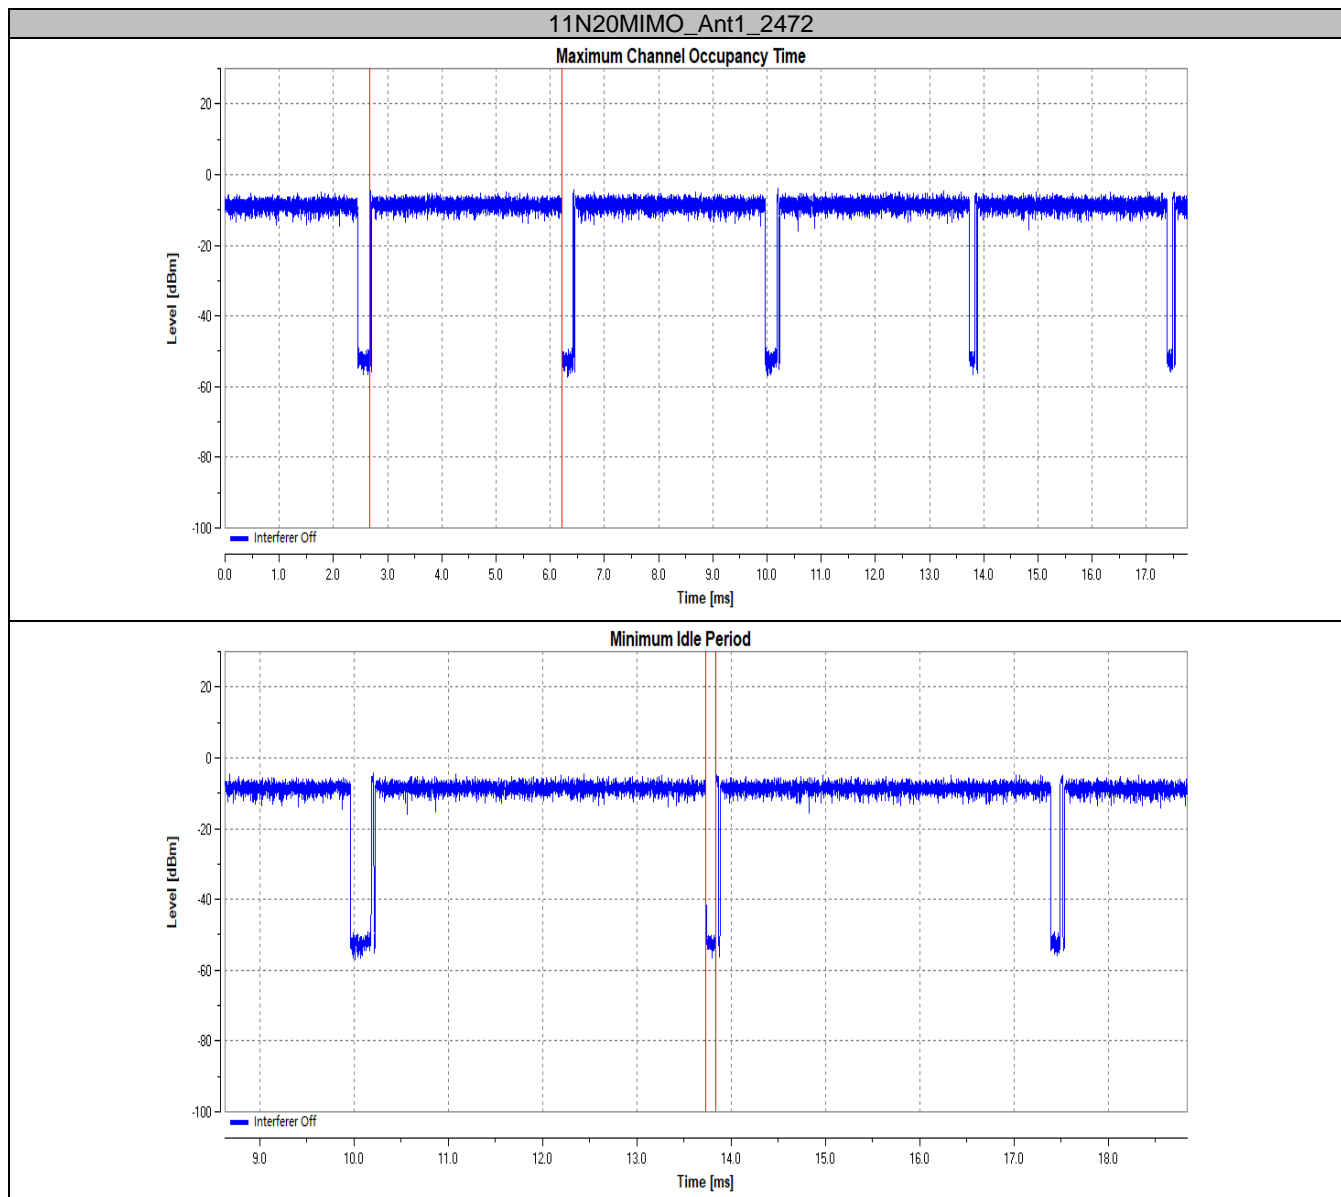 11N20MIMO_Ant1_2472
Maximum Channel Occupancy Time
20
0
-20
-40
-60
-80
-100
Level [dBm]
Interferer Off
0.0 1.0 2.0 3.0 4.0 5.0 6.0 7.0 8.0 9.0 10.0 11.0 12.0 13.0 14.0 15.0 16.0 17.0
Time [ms]
Minimum Idle Period
20
0
-20
-40
-60
-80
-100
Level [dBm]
Interferer Off
9.0 10.0 11.0 12.0 13.0 14.0 15.0 16.0 17.0 18.0
Time [ms]